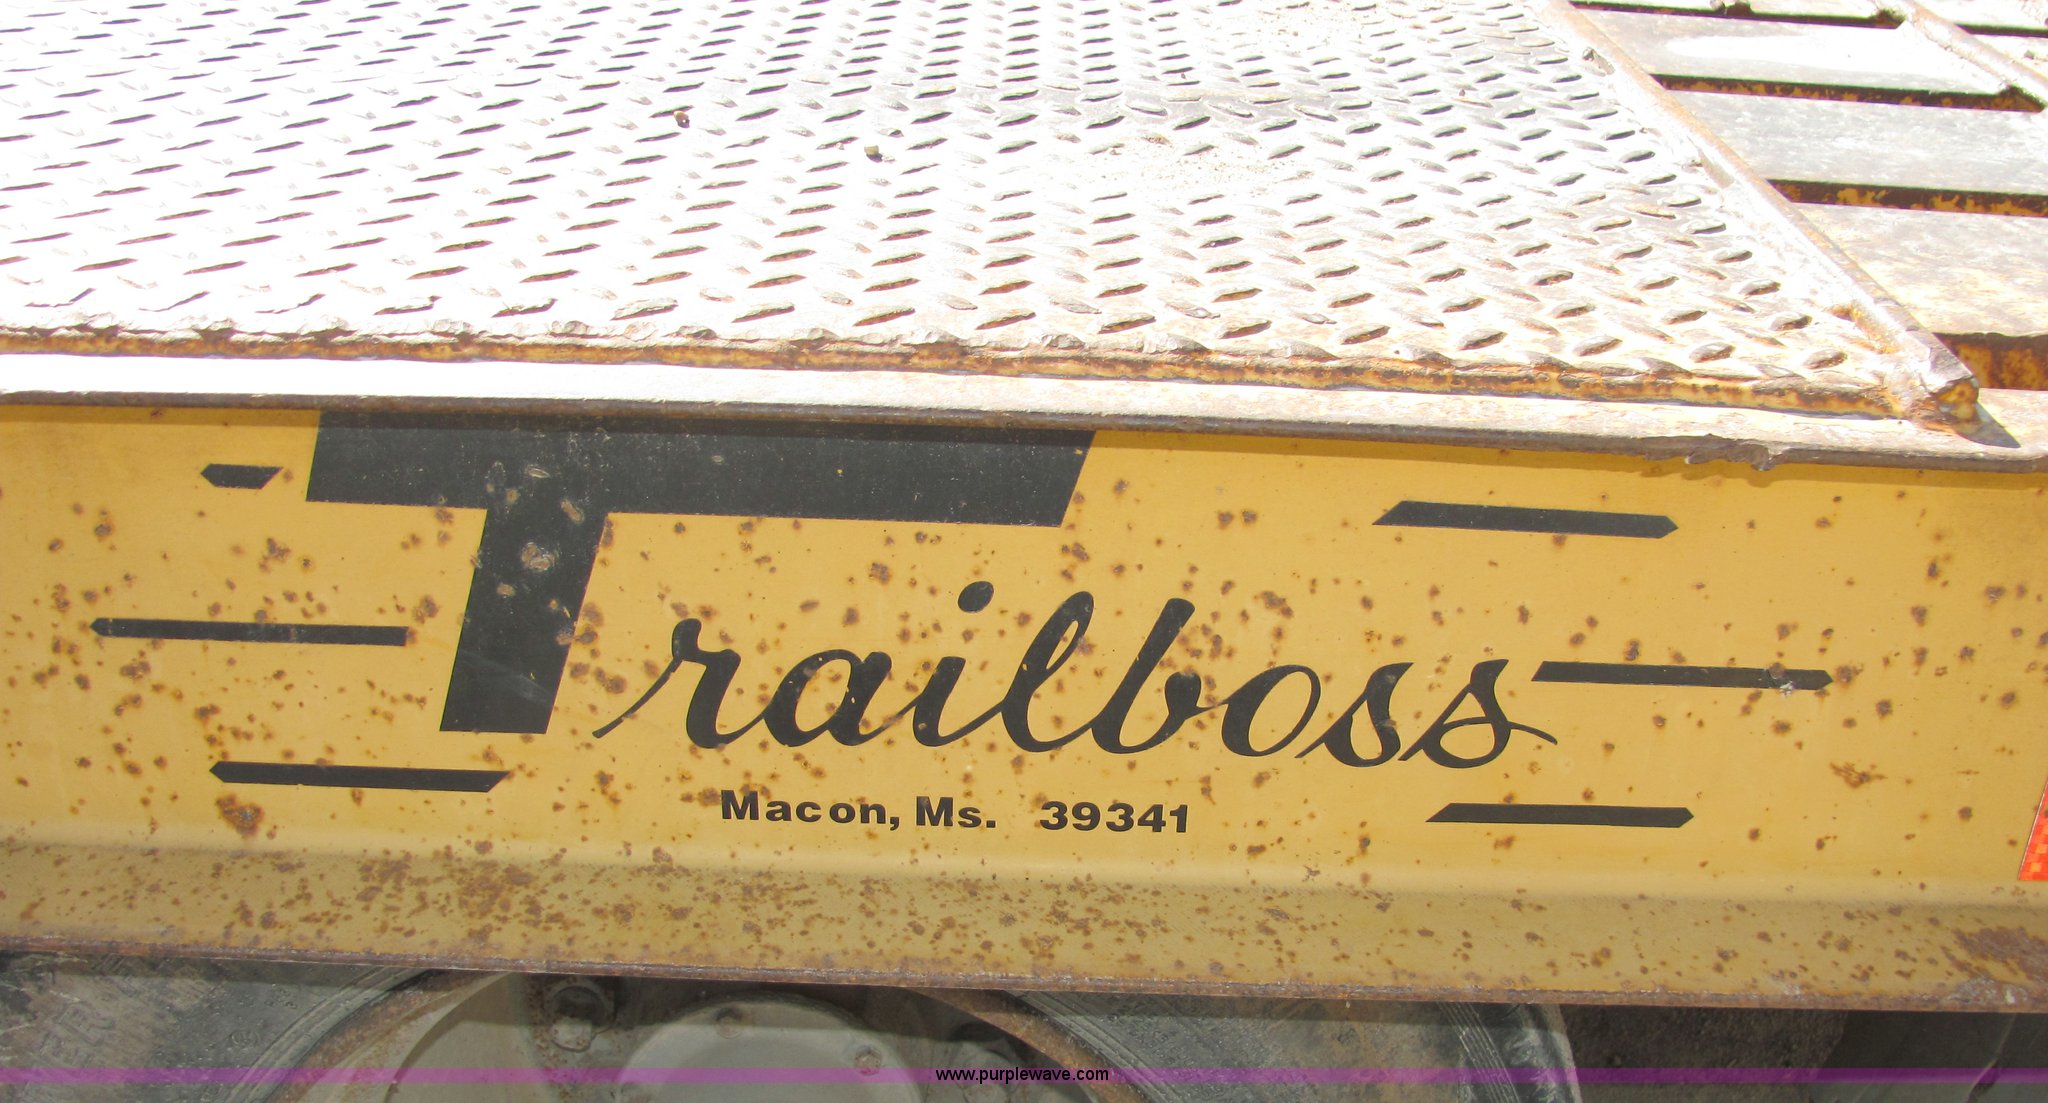 Trailboss
Macon, Ms. 39341
www.purplewave.com